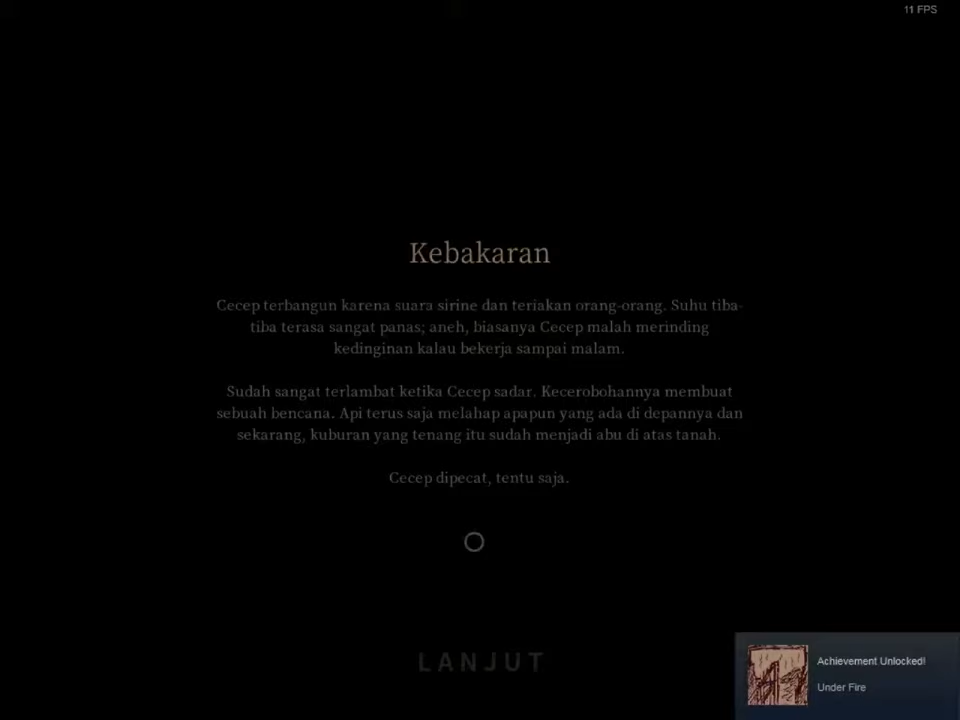 11 FPS
Kebakaran
Cecep terbangun karena suara sirine dan teriakan orang-orang. Suhu tiba-
tiba terasa sangat panas; aneh, biasanya Cecep malah merinding
kedinginan kalau bekerja sampai malam.
Sudah sangat terlambat ketika Cecep sadar. Kecerobohannya membuat
sebuah bencana. Api terus saja melahap apapun yang ada di depannya dan
sekarang, kuburan yang tenang itu sudah menjadi abu di atas tanah.
Cecep dipecat, tentu saja.
LANJUT
Achievement Unlocked!
Under Fire